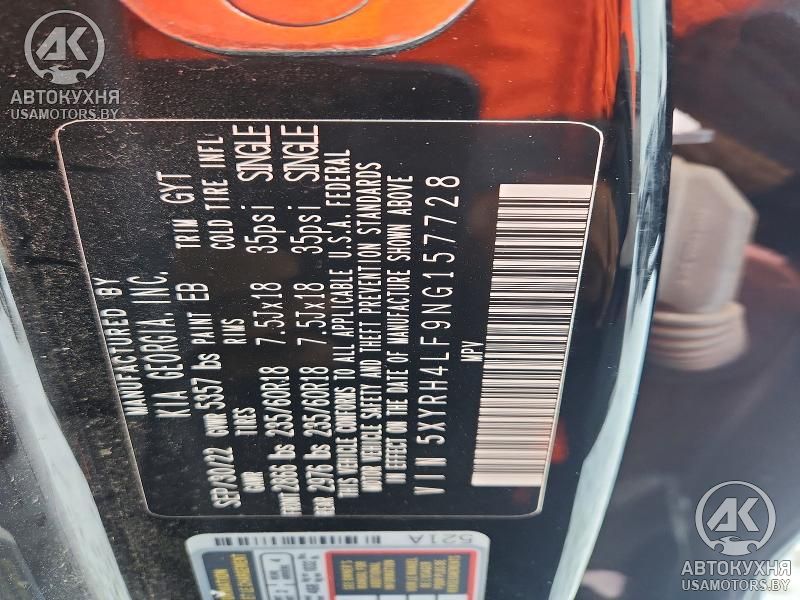 АВТОКУХНЯ
USAMOTORS.BY
MANUFACTURED BY
KIA GEORGIA, INC.
SEP/30/22 GVWR 5357 lbs PAINT EB TRIM GYT
GAWR TIRES RIMS COLD TIRE INFL
FRONT 2866 lbs 235/60R18 7.5Jx18 35psi SINGLE
REAR 2976 lbs 235/60R18 7.5Jx18 35psi SINGLE
THIS VEHICLE CONFORMS TO ALL APPLICABLE U.S.A. FEDERAL
MOTOR VEHICLE SAFETY AND THEFT PREVENTION STANDARDS
IN EFFECT ON THE DATE OF MANUFACTURE SHOWN ABOVE
VIN 5XYRH4LF9NG157728
MPV
521A
АВТОКУХНЯ
USAMOTORS.BY